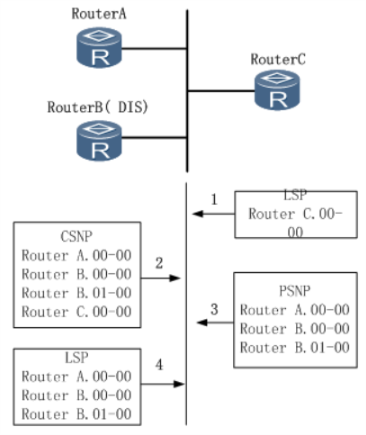 RouterA
R
RouterC
R
RouterB( DIS)
R
1
LSP
Router C.00-
00
CSNP
Router A.00-00
Router B.00-00
Router B.01-00
Router C.00-00
2
PSNP
Router A.00-00
Router B.00-00
Router B.01-00
3
LSP
Router A.00-00
Router B.00-00
Router B.01-00
4